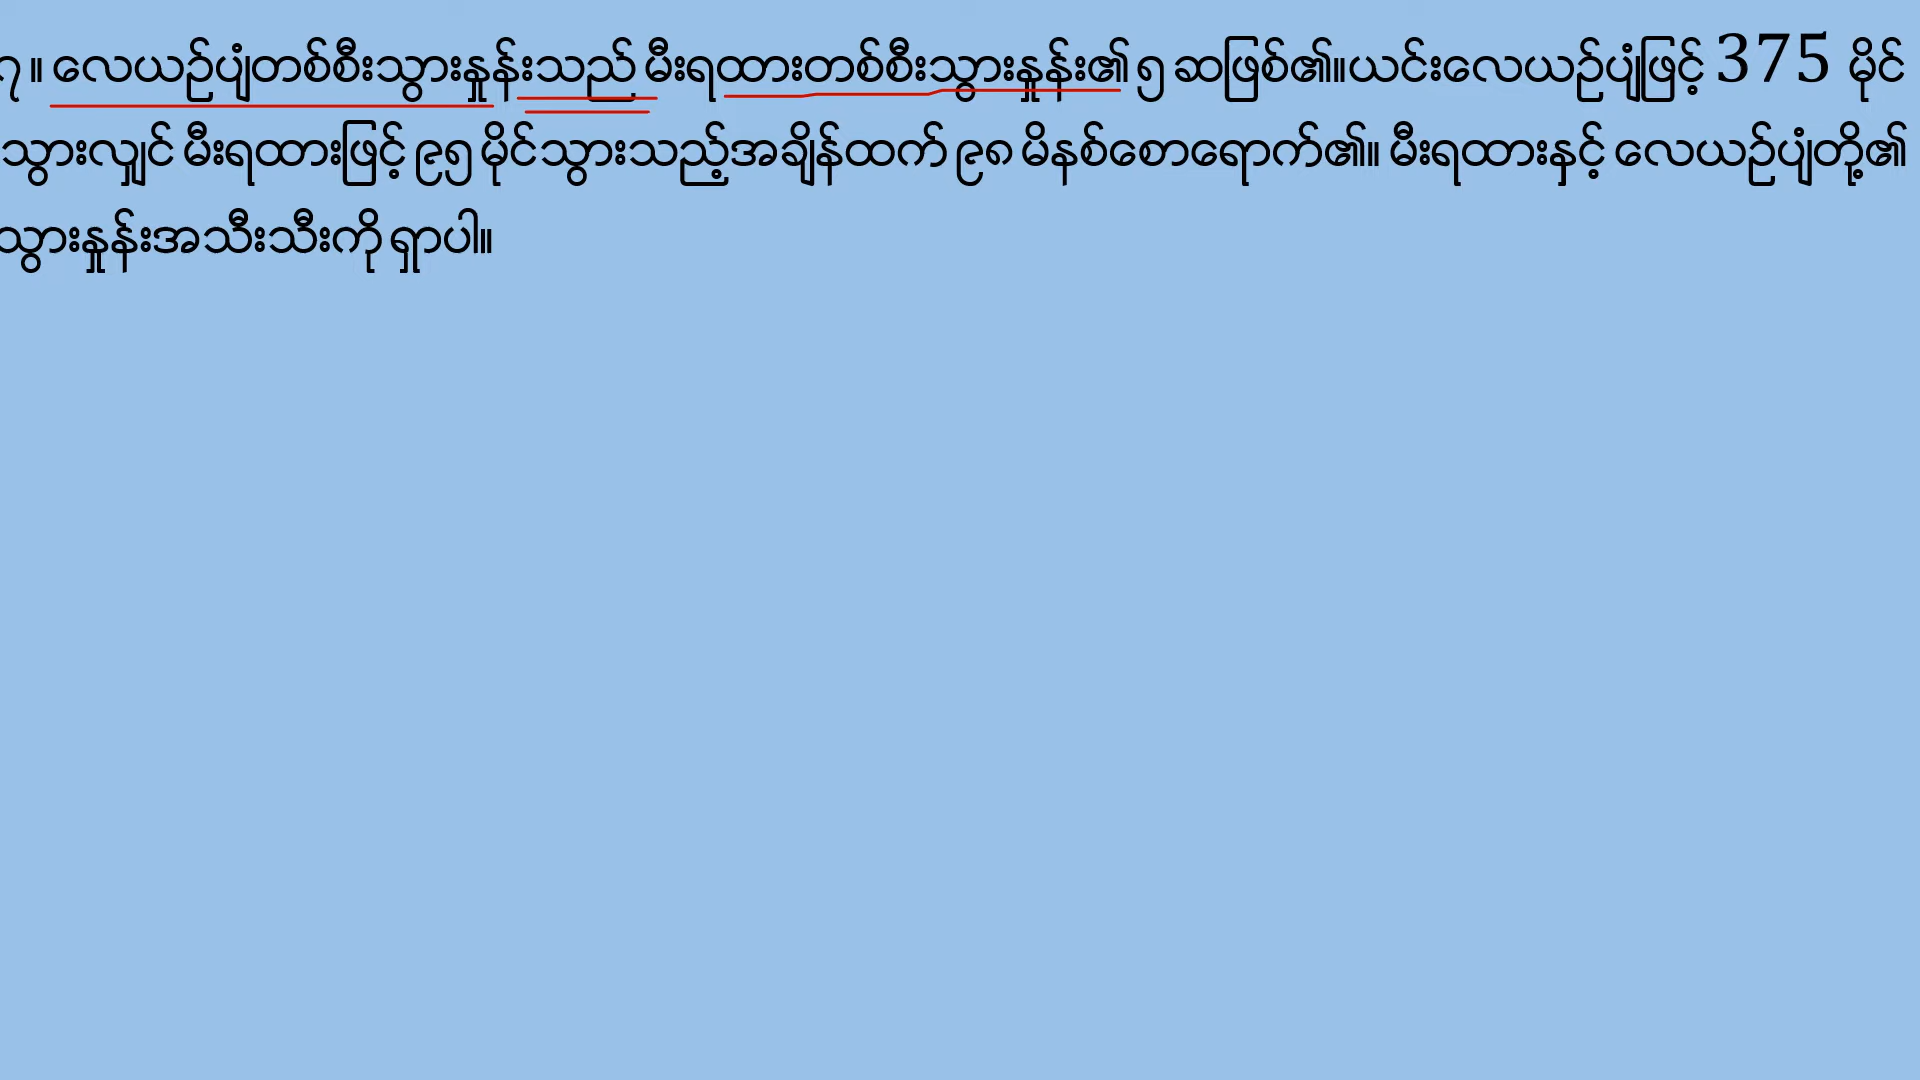 ၇ ။ လေယဉ်ပျံတစ်စီးသွားနှုန်းသည် မီးရထားတစ်စီးသွားနှုန်း၏ ၅ ဆဖြစ်၏။ယင်းလေယဉ်ပျံဖြင့် 375 မိုင်
သွားလျှင် မီးရထားဖြင့် ၉၅ မိုင်သွားသည့်အချိန်ထက် ၉၈ မိနစ်စောရောက်၏။ မီးရထားနှင့် လေယဉ်ပျံတို့၏
သွားနှုန်းအသီးသီးကို ရှာပါ။